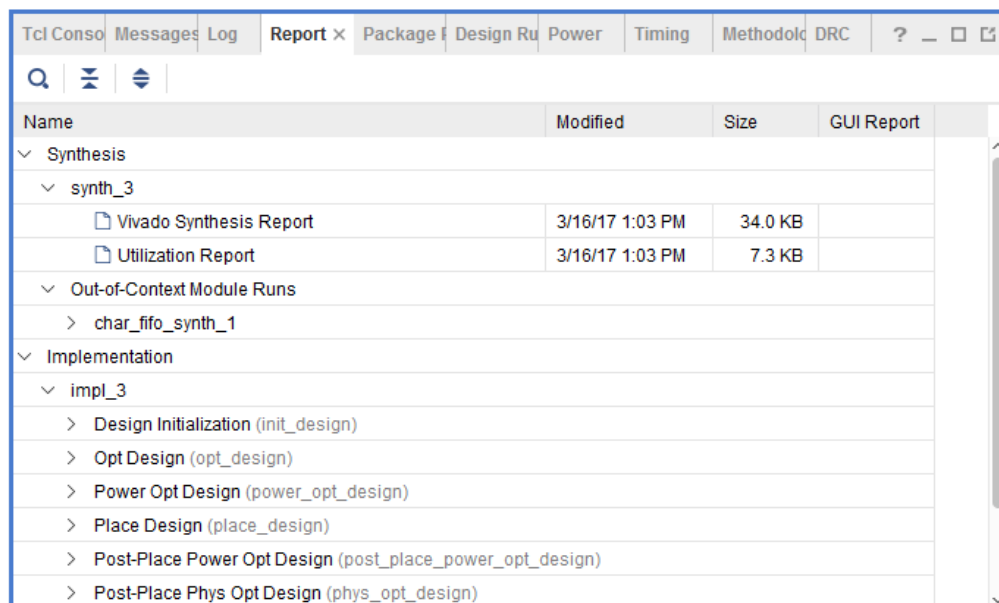 Tcl Conso Messages Log Report × Package Design Ru Power Timing Methodolo DRC ?
Name Modified Size GUI Report
Synthesis
synth_3
Vivado Synthesis Report 3/16/17 1:03 PM 34.0 KB
Utilization Report 3/16/17 1:03 PM 7.3 KB
Out-of-Context Module Runs
char_fifo_synth_1
Implementation
impl_3
Design Initialization (init_design)
Opt Design (opt_design)
Power Opt Design (power_opt_design)
Place Design (place_design)
Post-Place Power Opt Design (post_place_power_opt_design)
Post-Place Phys Opt Design (phys_opt_design)